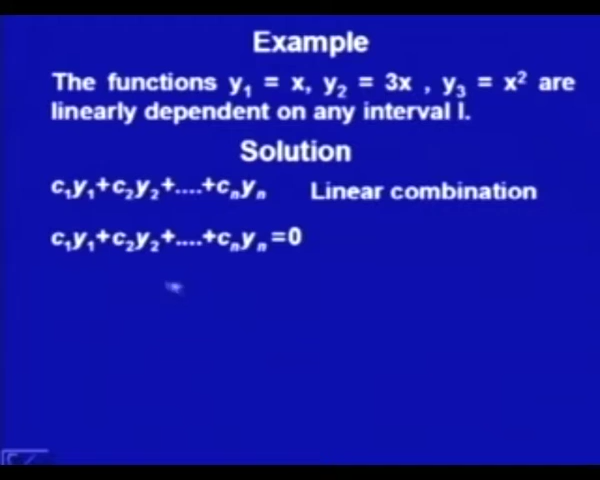 Example
The functions y₁ = x, y₂ = 3x , y₃ = x² are
linearly dependent on any interval I.
Solution
c₁y₁+c₂y₂+....+cₙyₙ Linear combination
c₁y₁+c₂y₂+....+cₙyₙ=0